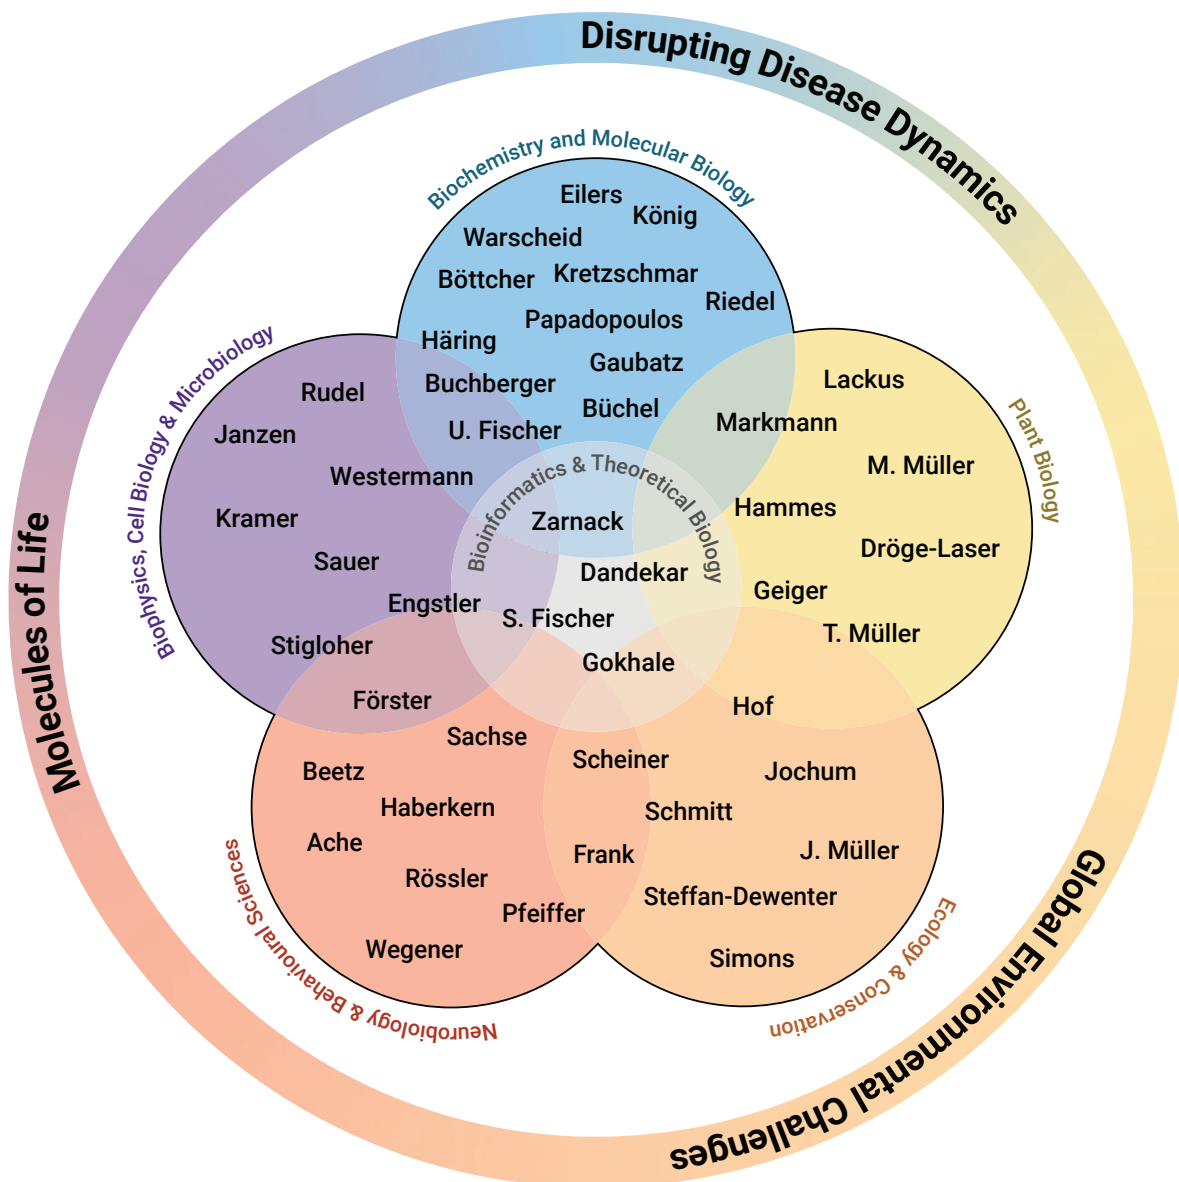 Disrupting Disease Dynamics
Biochemistry and Molecular Biology
Eilers
König
Warscheid
Kretzschmar
Böttcher
Riedel
Papadopoulos
Häring
Gaubatz
Buchberger
Büchel
U. Fischer
Biophysics, Cell Biology & Microbiology
Rudel
Janzen
Westermann
Kramer
Sauer
Engstler
Stigloher
Förster
Plant Biology
Lackus
Markmann
M. Müller
Hammes
Dröge-Laser
Geiger
T. Müller
Bioinformatics & Theoretical Biology
Zarnack
Dandekar
S. Fischer
Gokhale
Molecules of Life
Neurobiology & Behavioural Sciences
Sachse
Beetz
Haberkern
Ache
Rössler
Pfeiffer
Wegener
Hof
Scheiner
Jochum
Schmitt
Frank
J. Müller
Steffan-Dewenter
Simons
Ecology & Conservation
Global Environmental Challenges